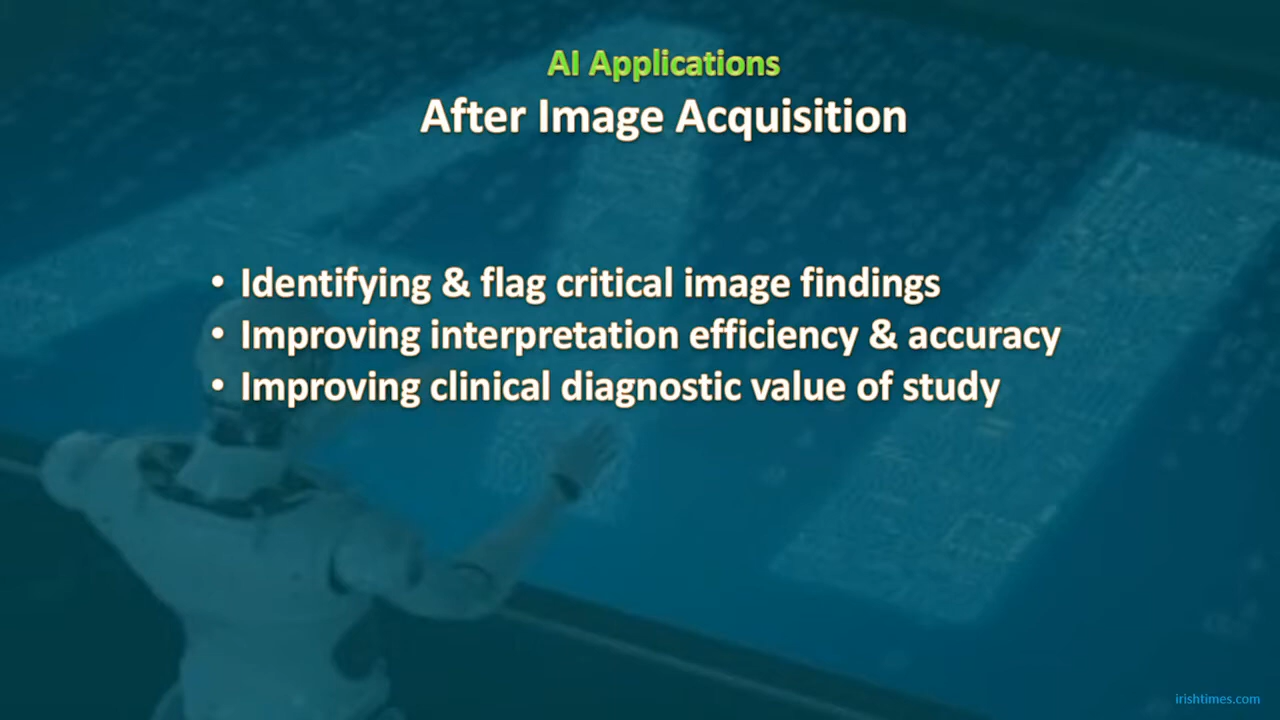 AI Applications
After Image Acquisition
• Identifying & flag critical image findings
• Improving interpretation efficiency & accuracy
• Improving clinical diagnostic value of study
irishtimes.com